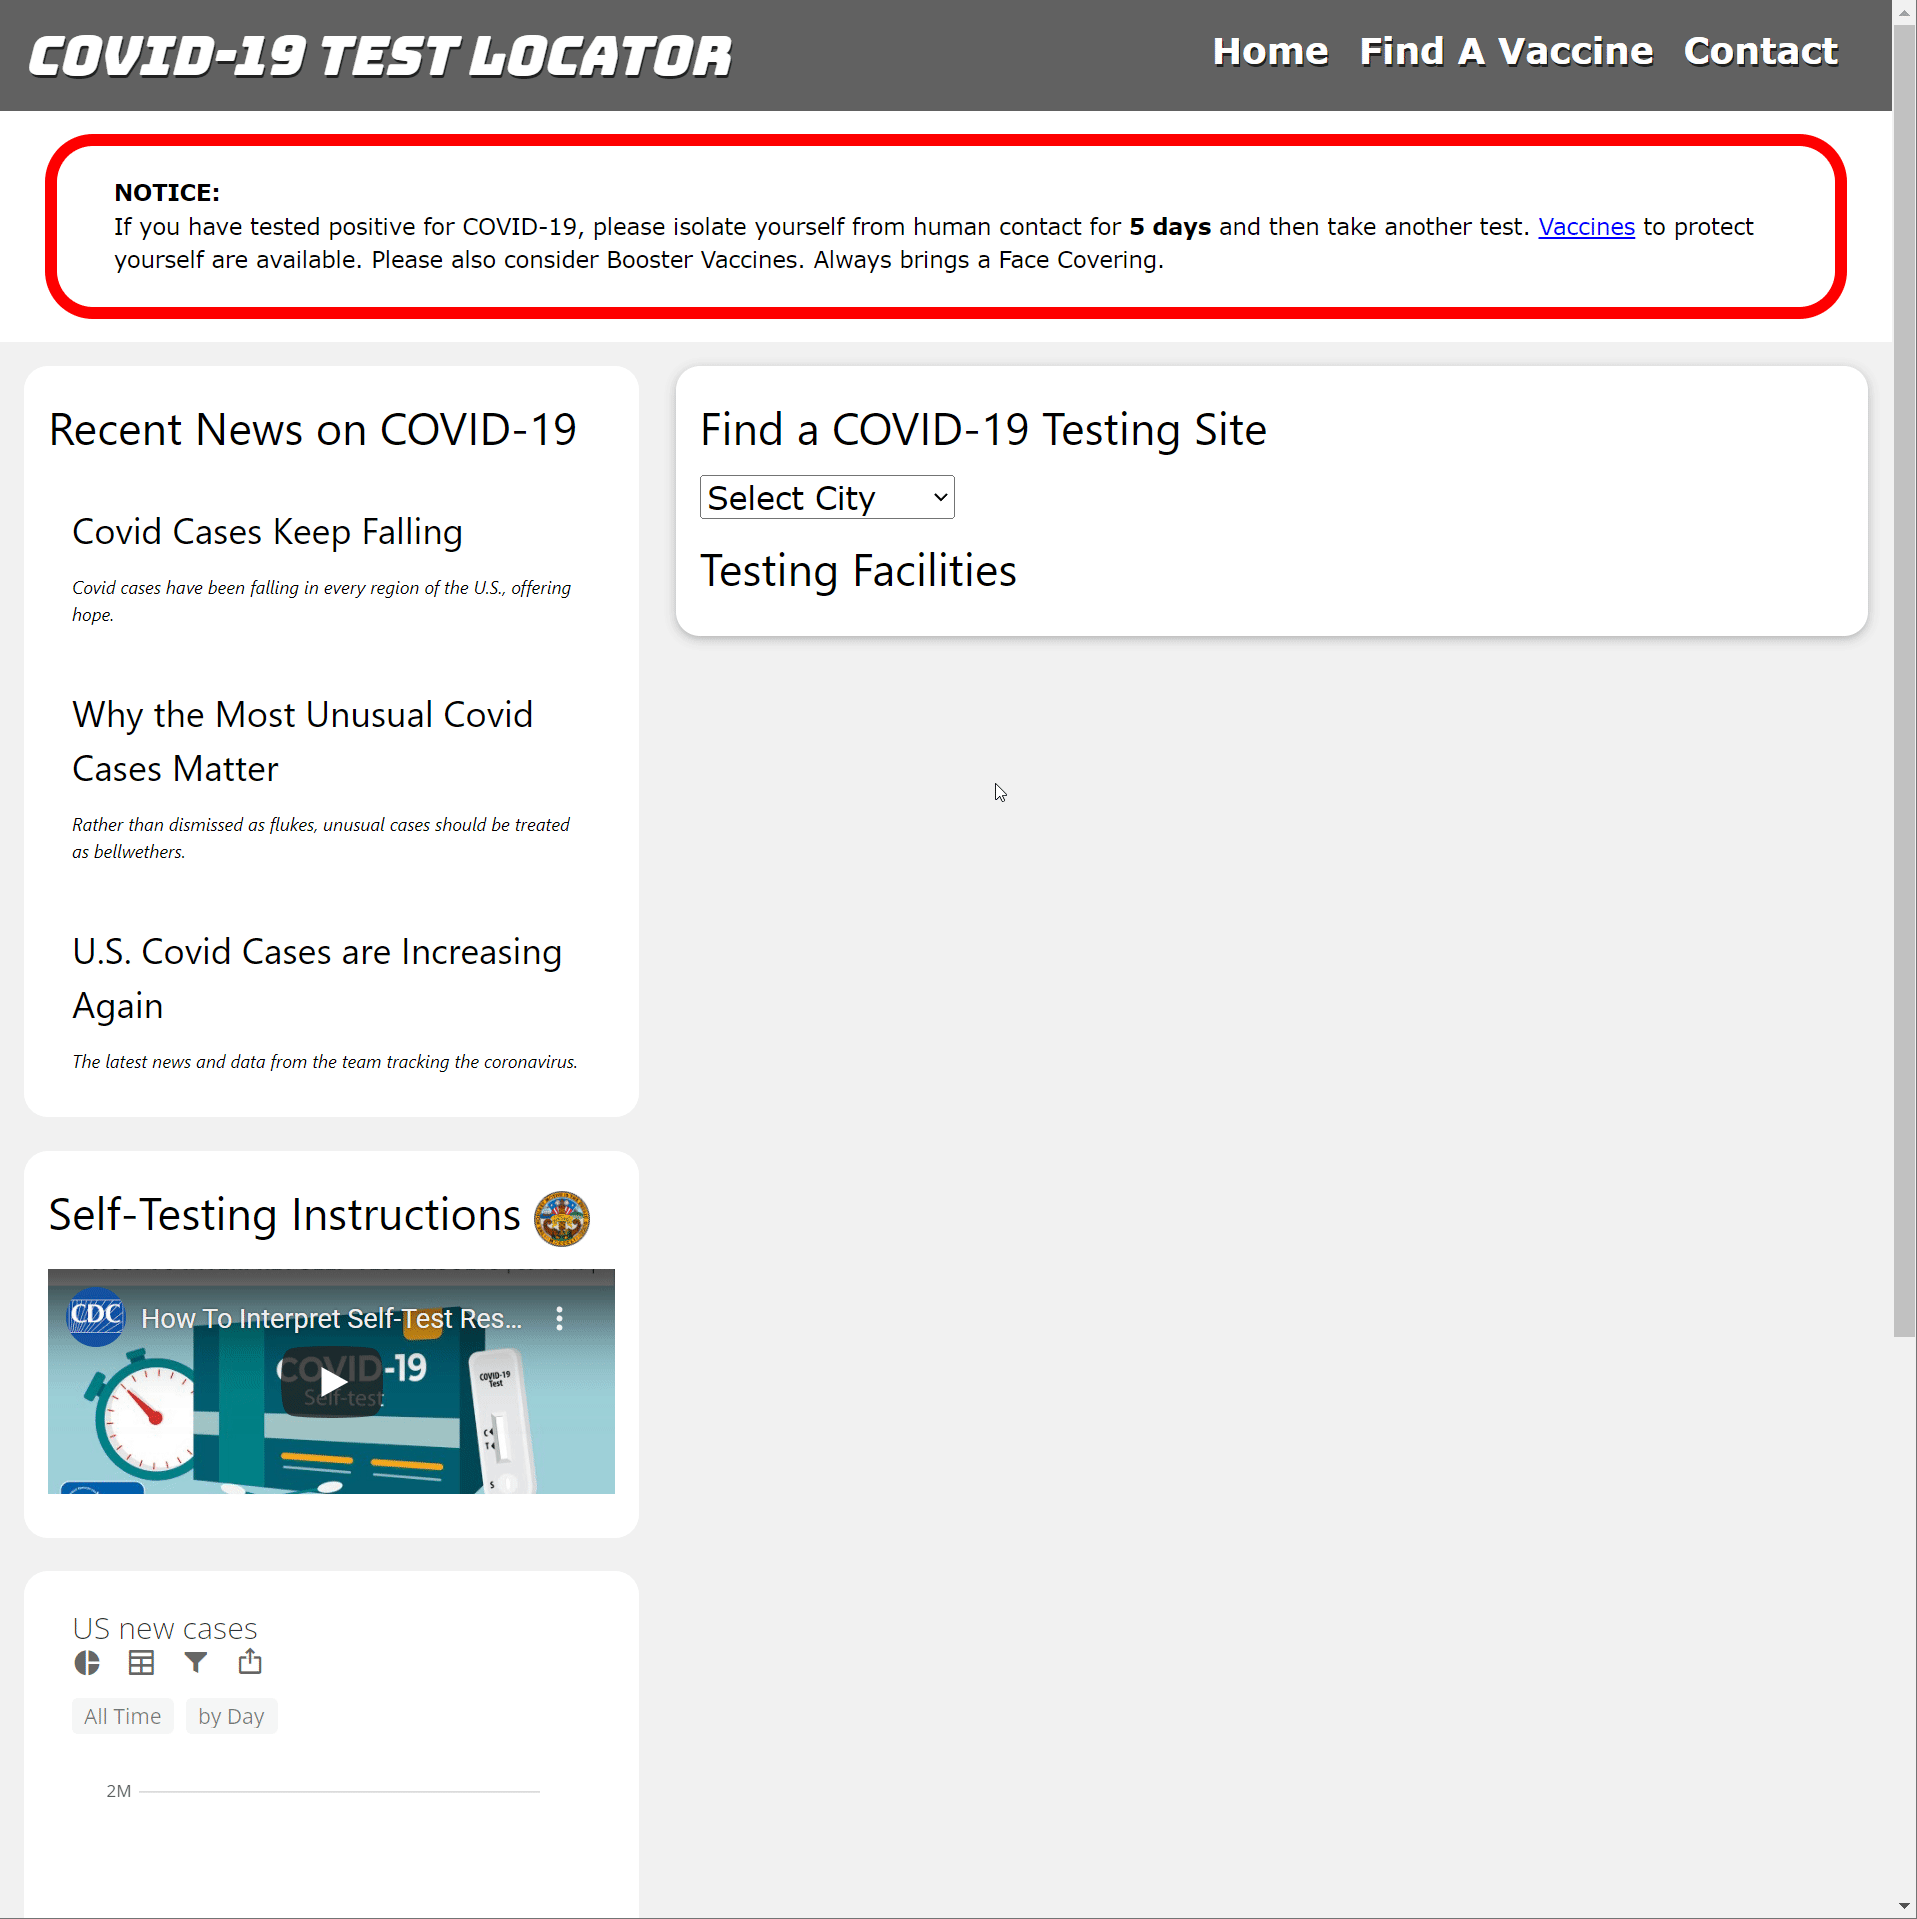 COVID-19 TEST LOCATOR
Home Find A Vaccine Contact
NOTICE:
If you have tested positive for COVID-19, please isolate yourself from human contact for 5 days and then take another test. Vaccines to protect
yourself are available. Please also consider Booster Vaccines. Always brings a Face Covering.
Recent News on COVID-19
Covid Cases Keep Falling
Covid cases have been falling in every region of the U.S., offering
hope.
Why the Most Unusual Covid
Cases Matter
Rather than dismissed as flukes, unusual cases should be treated
as bellwethers.
U.S. Covid Cases are Increasing
Again
The latest news and data from the team tracking the coronavirus.
Self-Testing Instructions
CDC
How To Interpret Self-Test Res...
COVID-19
Self-test
COVID-19
Test
C
T
S
US new cases
All Time by Day
2M
Find a COVID-19 Testing Site
Select City
Testing Facilities